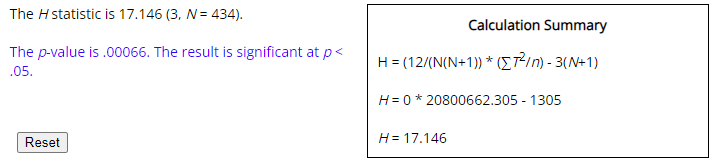 The H statistic is 17.146 (3, N = 434).
The p-value is .00066. The result is significant at p <
.05.
Reset
Calculation Summary
H = (12/(N(N+1)) * (∑T²/n) - 3(N+1)
H = 0 * 20800662.305 - 1305
H = 17.146